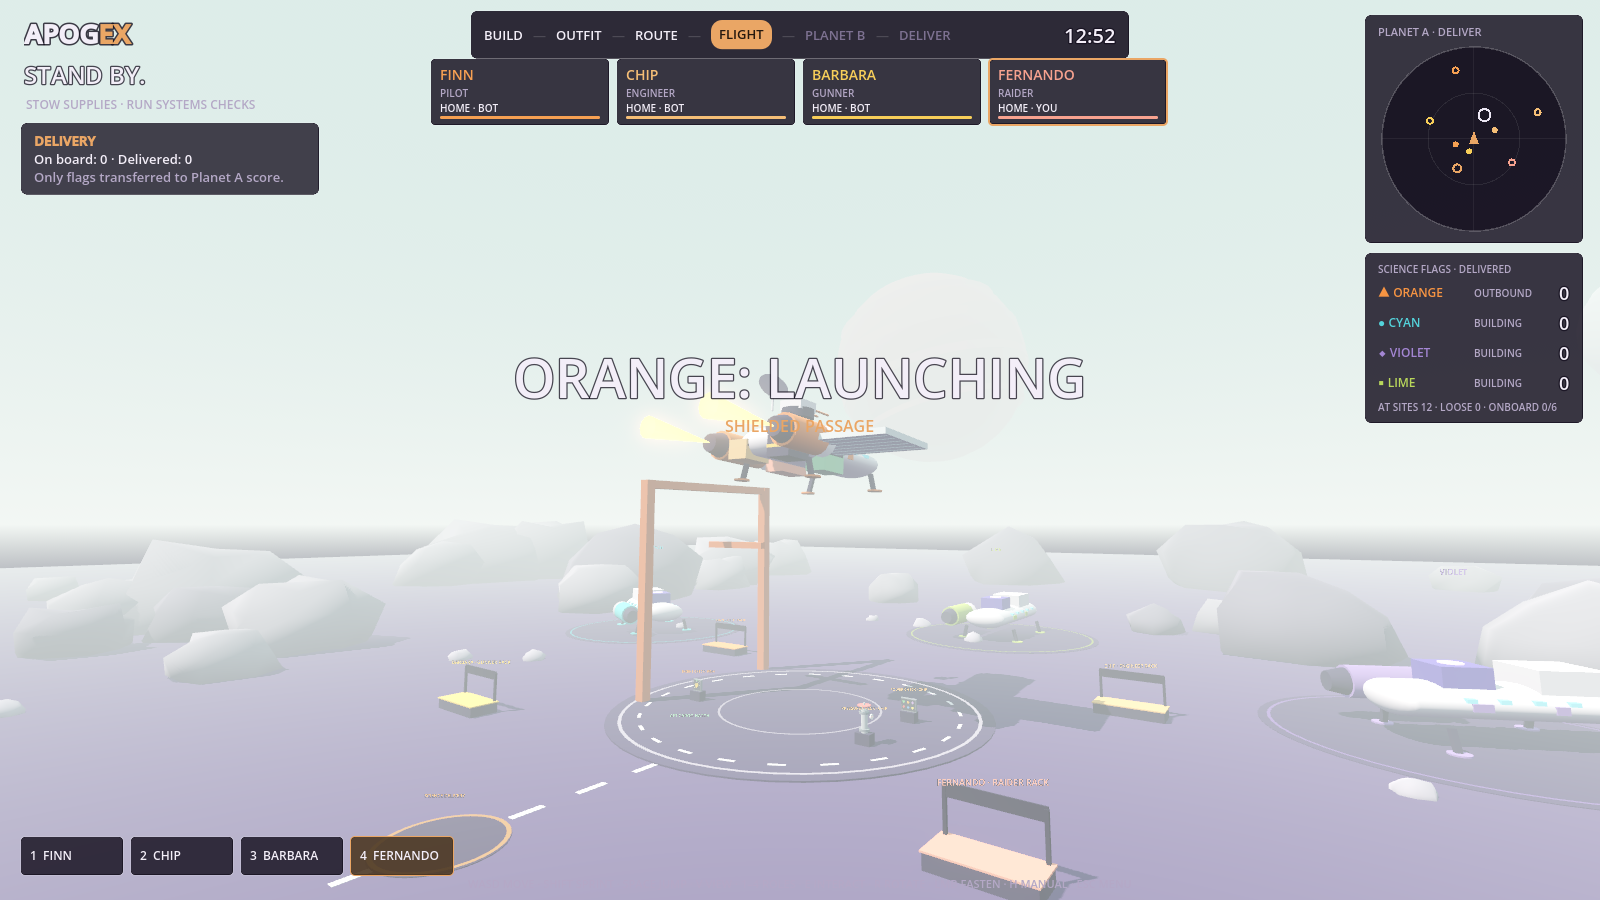 APOGEX
STAND BY.
STOW SUPPLIES · RUN SYSTEMS CHECKS
DELIVERY
On board: 0 · Delivered: 0
Only flags transferred to Planet A score.
BUILD — OUTFIT — ROUTE — FLIGHT — PLANET B — DELIVER 12:52
FINN
PILOT
HOME · BOT
CHIP
ENGINEER
HOME · BOT
BARBARA
GUNNER
HOME · BOT
FERNANDO
RAIDER
HOME · YOU
PLANET A · DELIVER
SCIENCE FLAGS · DELIVERED
ORANGE OUTBOUND 0
CYAN BUILDING 0
VIOLET BUILDING 0
LIME BUILDING 0
AT SITES 12 · LOOSE 0 · ONBOARD 0/6
ORANGE: LAUNCHING
SHIELDED PASSAGE
VIOLET
FERNANDO · RAIDER RACK
FASTEN · H MANUAL
1 FINN
2 CHIP
3 BARBARA
4 FERNANDO